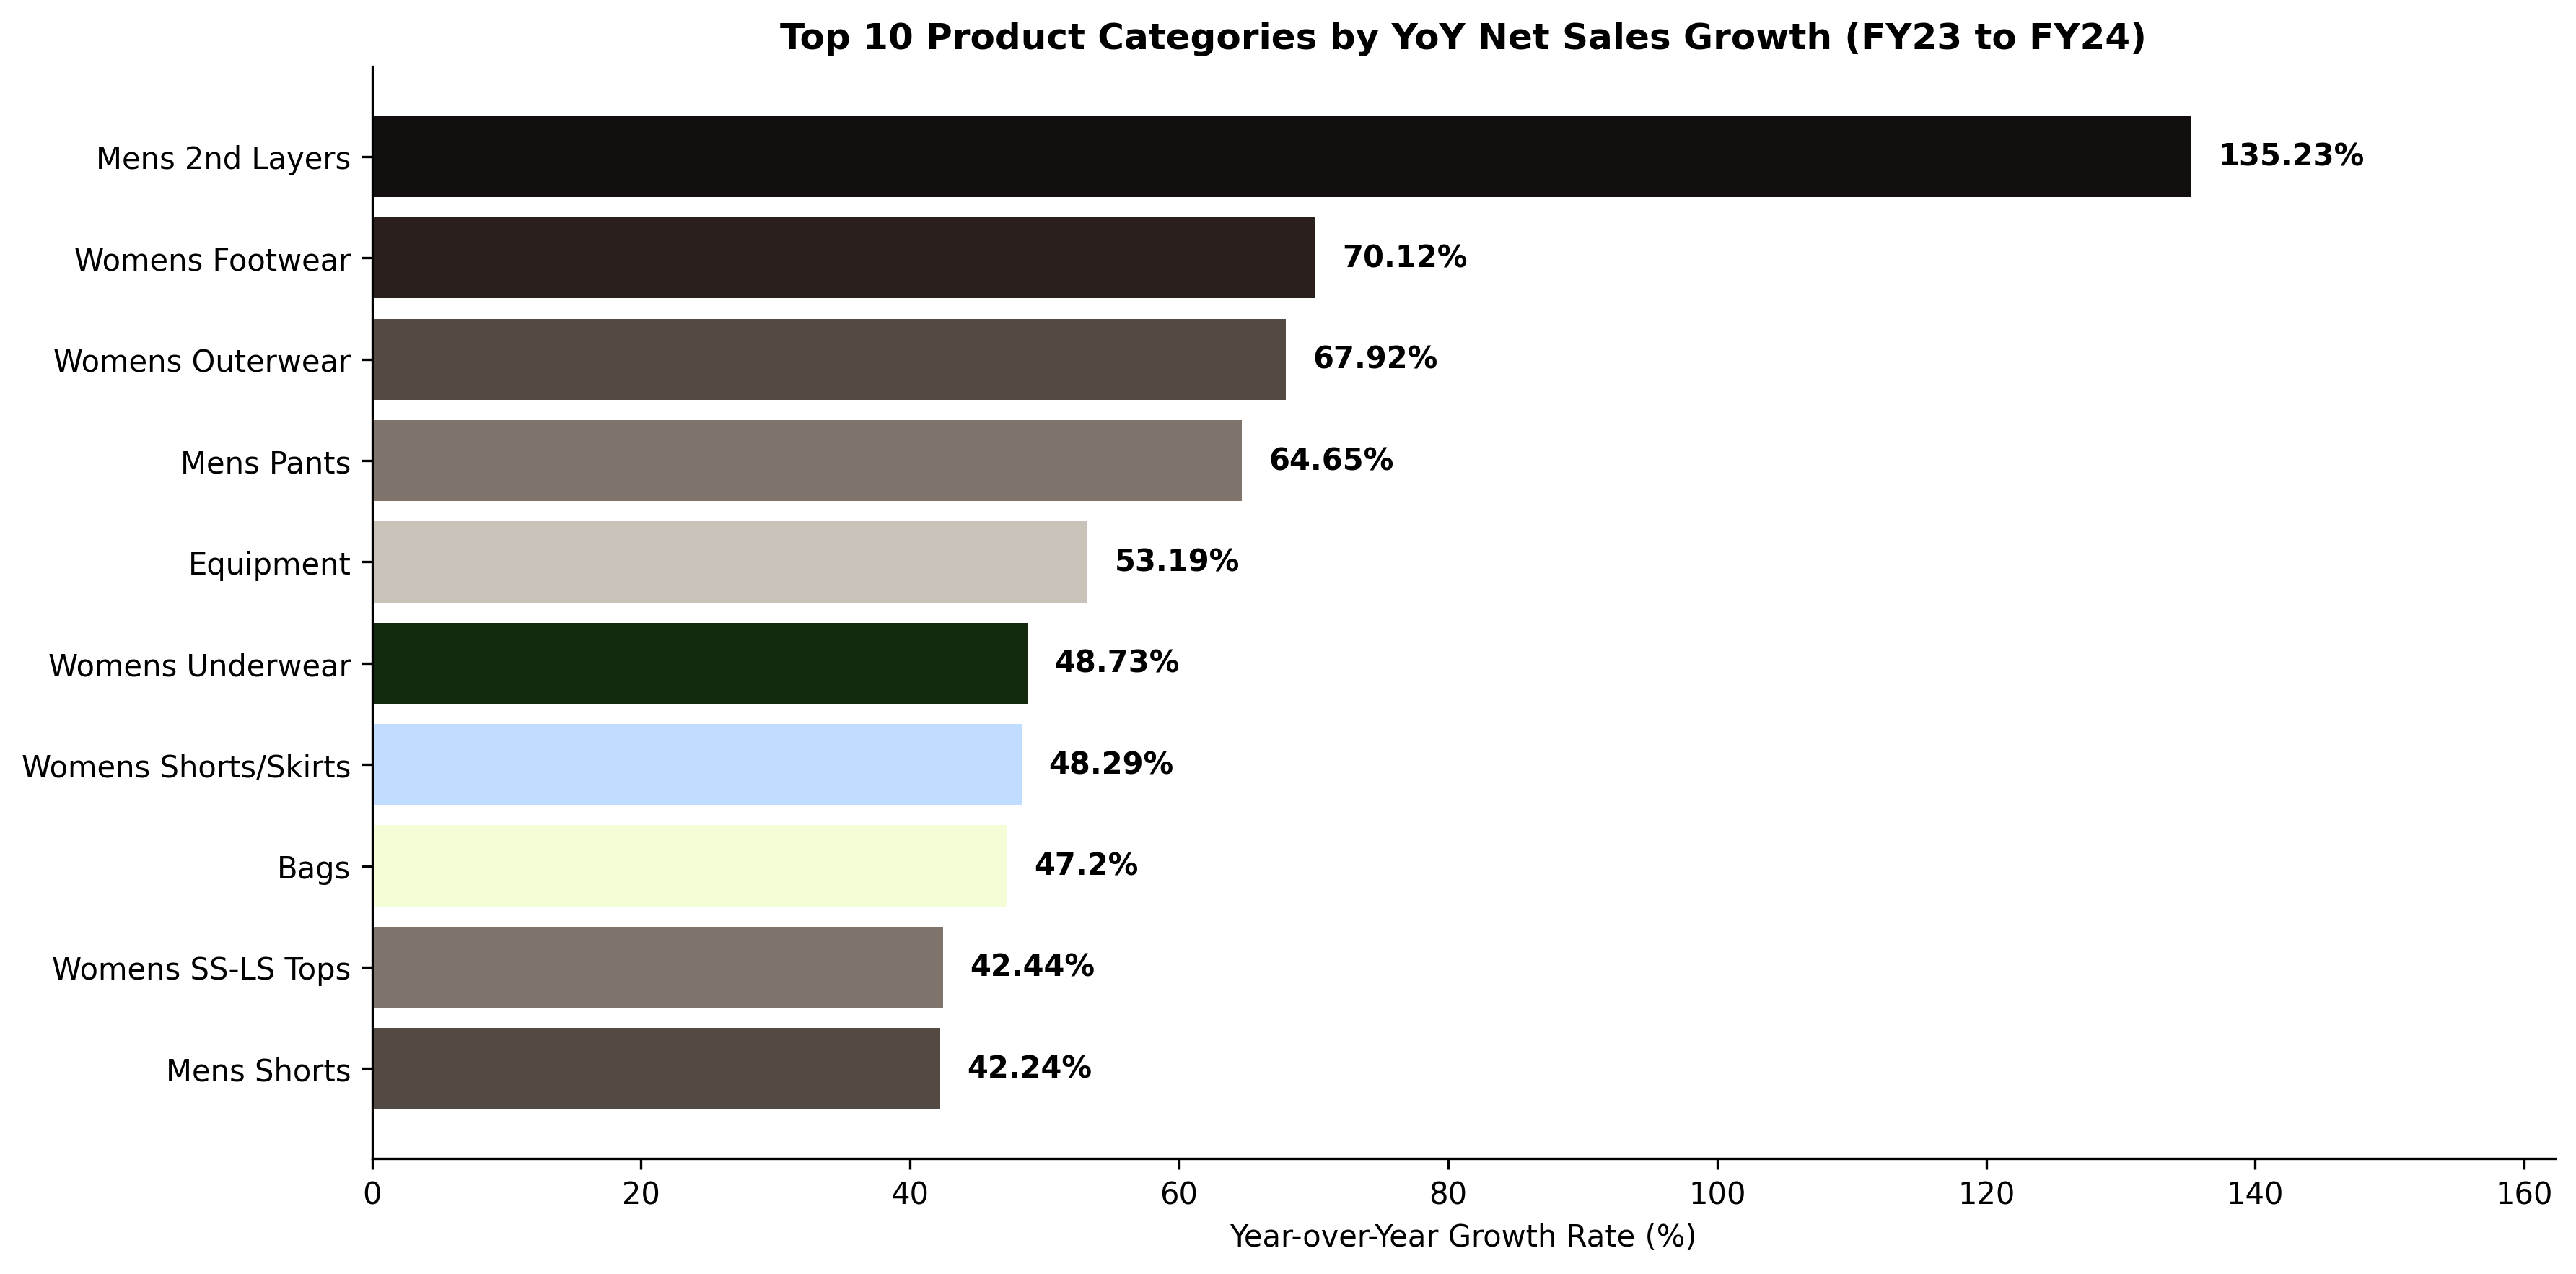 Top 10 Product Categories by YoY Net Sales Growth (FY23 to FY24)
Mens 2nd Layers 135.23%
Womens Footwear 70.12%
Womens Outerwear 67.92%
Mens Pants 64.65%
Equipment 53.19%
Womens Underwear 48.73%
Womens Shorts/Skirts 48.29%
Bags 47.2%
Womens SS-LS Tops 42.44%
Mens Shorts 42.24%
0 20 40 60 80 100 120 140 160
Year-over-Year Growth Rate (%)